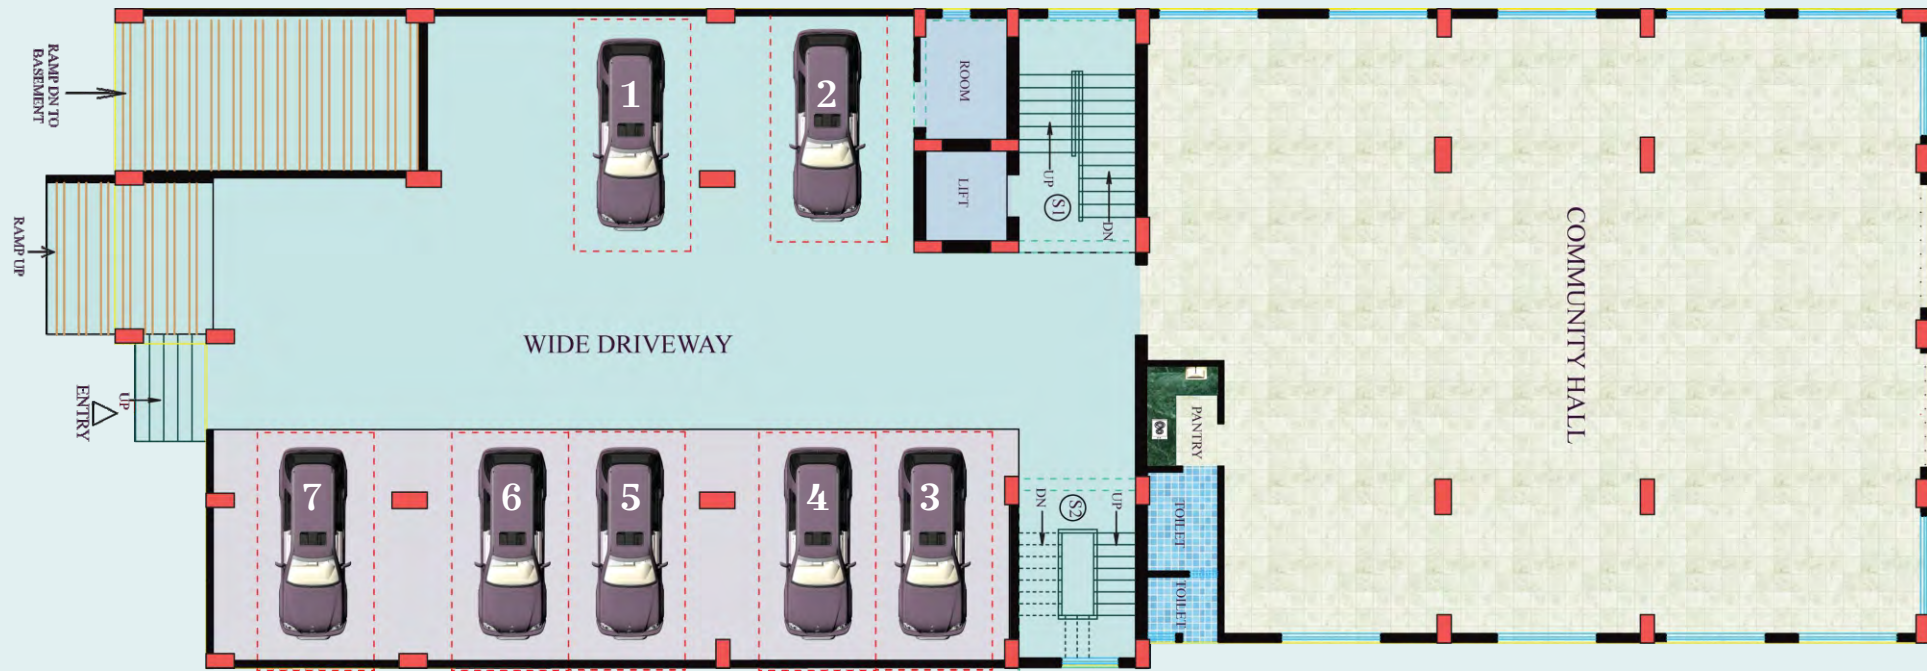 RAMP DN TO
BASEMENT
1
2
ROOM
LIFT
UP
S1
DN
RAMP UP
WIDE DRIVEWAY
COMMUNITY HALL
UP
ENTRY
PANTRY
7
6
5
4
3
DN
S2
UP
TOILET
TOILET